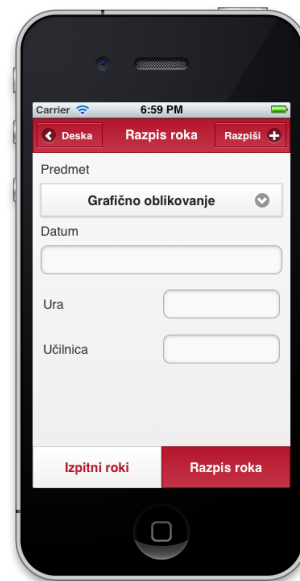 Carrier 6:59 PM
Deska Razpis roka Razpiši
Predmet
Grafično oblikovanje
Datum
Ura
Učilnica
Izpitni roki Razpis roka